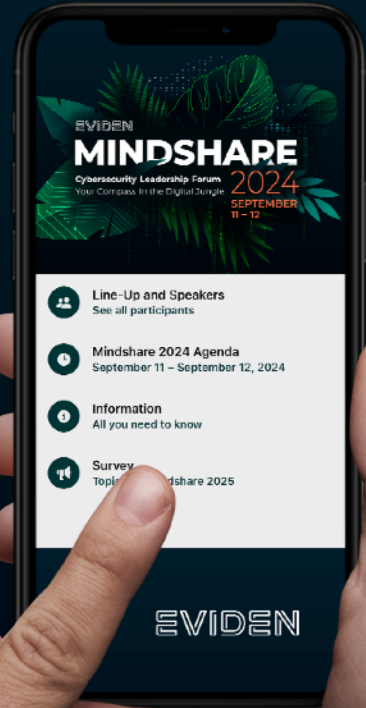 EVIDEN
MINDSHARE
Cybersecurity Leadership Forum
Your Compass in the Digital Jungle
2024
SEPTEMBER
11 – 12
Line-Up and Speakers
See all participants
Mindshare 2024 Agenda
September 11 – September 12, 2024
Information
All you need to know
Survey
2025
EVIDEN